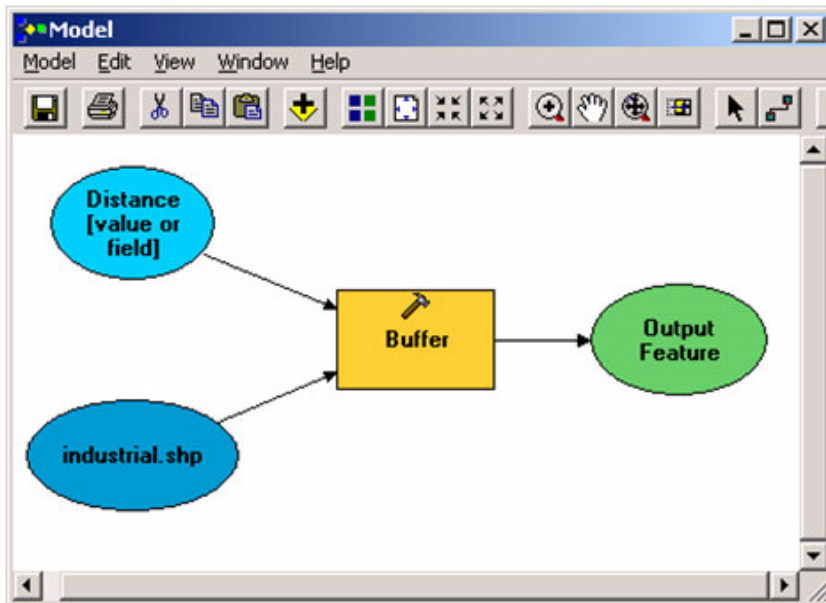 Model
Model Edit View Window Help
Distance
[value or
field]
Buffer
Output
Feature
industrial.shp